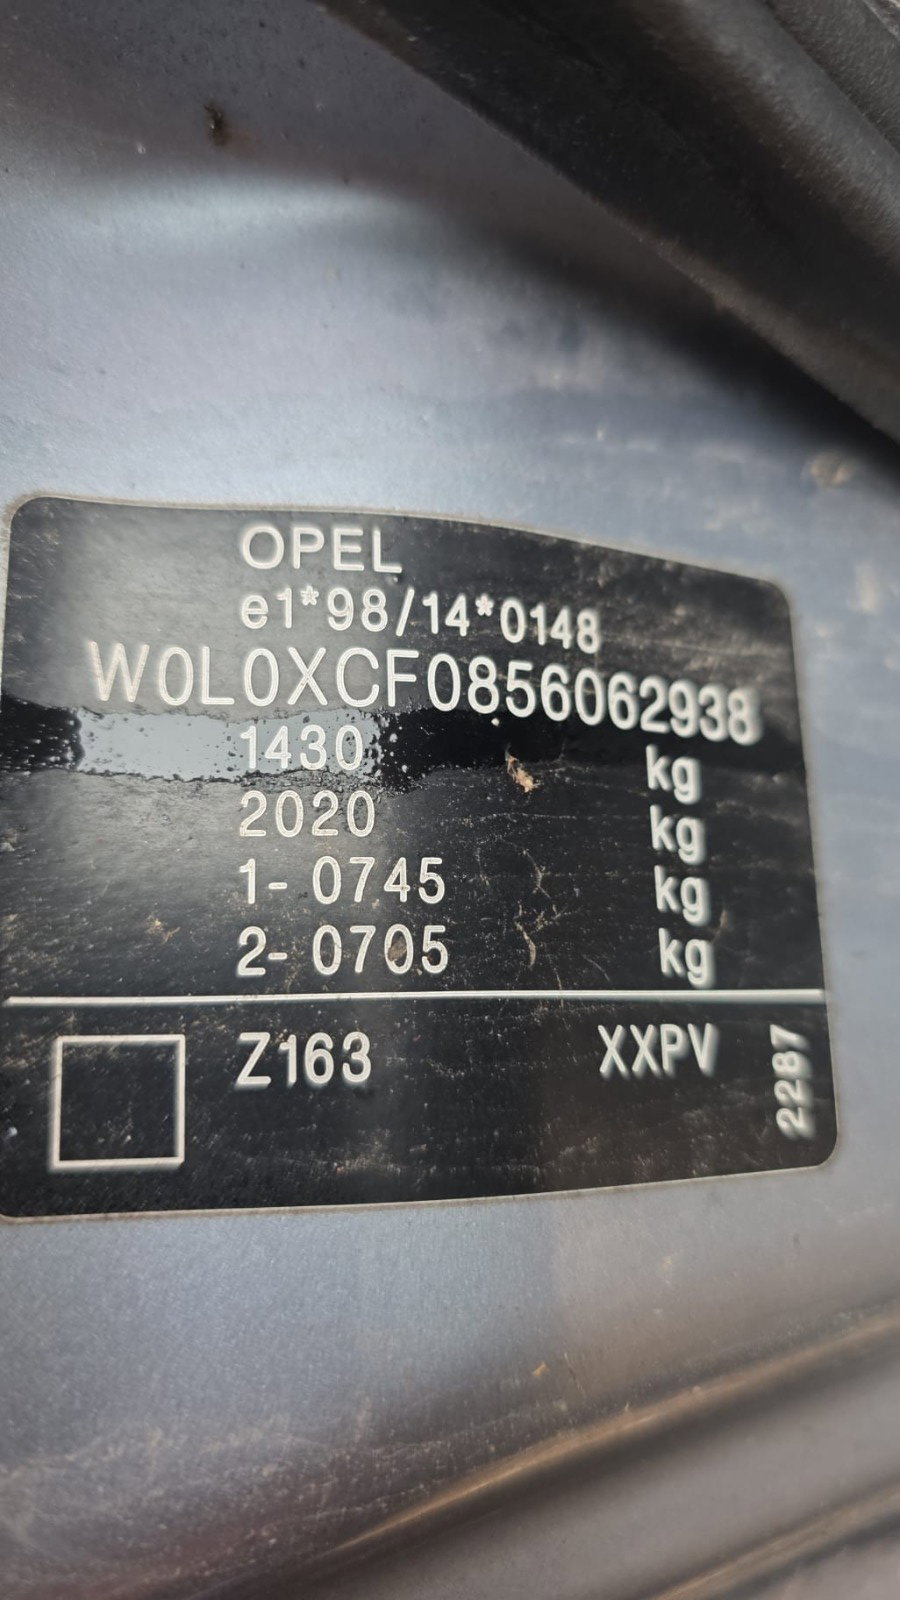 OPEL
e1*98/14*0148
W0L0XCF0856062938
1430 kg
2020 kg
1- 0745 kg
2- 0705 kg
Z163 XXPV
2287